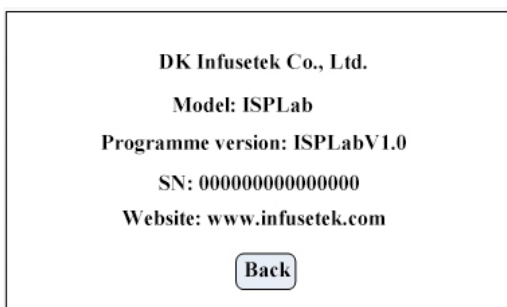 DK Infusetek Co., Ltd.
Model: ISPLab
Programme version: ISPLabV1.0
SN: 000000000000000
Website: www.infusetek.com
Back